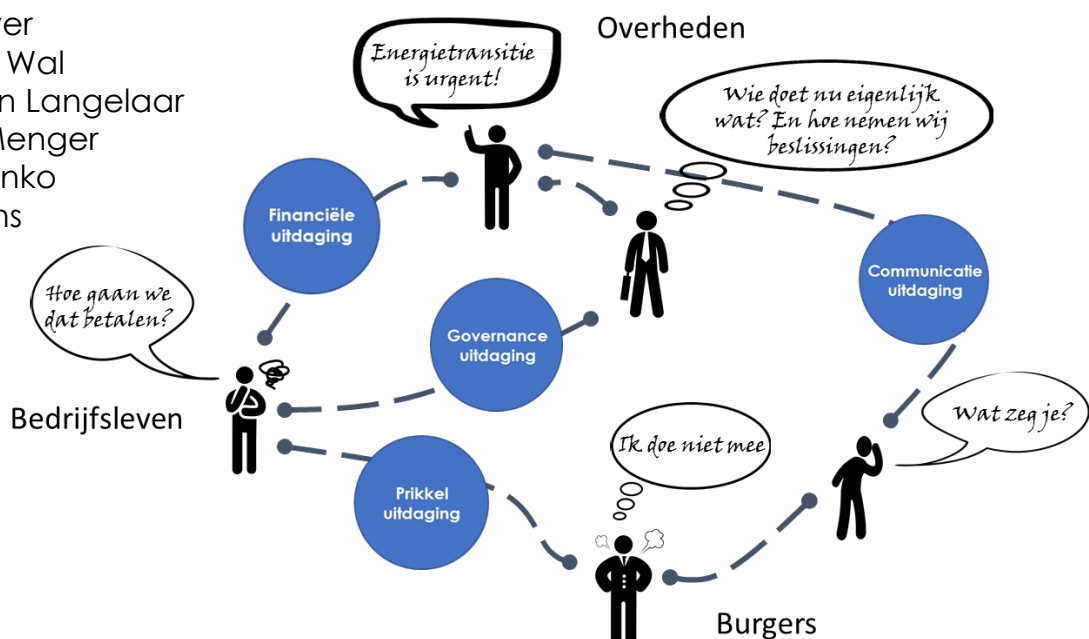 ver
Wal
n Langelaar
Menger
nko
ns
Overheden
Energietransitie
is urgent!
Wie doet nu eigenlijk
wat? En hoe nemen wij
beslissingen?
Financiële
uitdaging
Communicatie
uitdaging
Hoe gaan we
dat betalen?
Governance
uitdaging
Bedrijfsleven
Wat zeg je?
Ik doe niet mee
Prikkel
uitdaging
Burgers